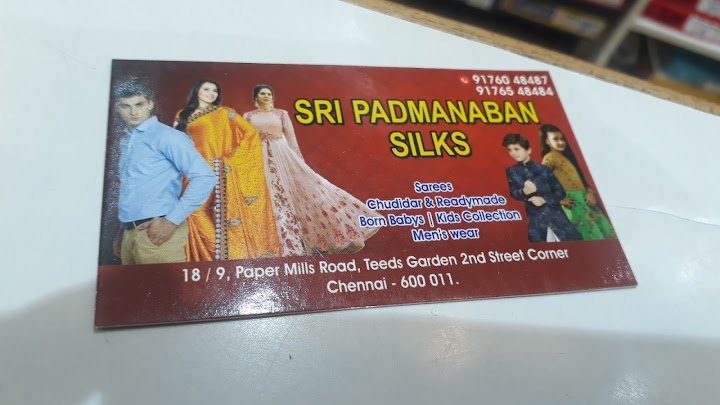 91760 48487
91765 48484
SRI PADMANABAN
SILKS
Sarees
Chudidar & Readymade
Born Babys | Kids Collection
Men's wear
18 / 9, Paper Mills Road, Teeds Garden 2nd Street Corner
Chennai - 600 011.